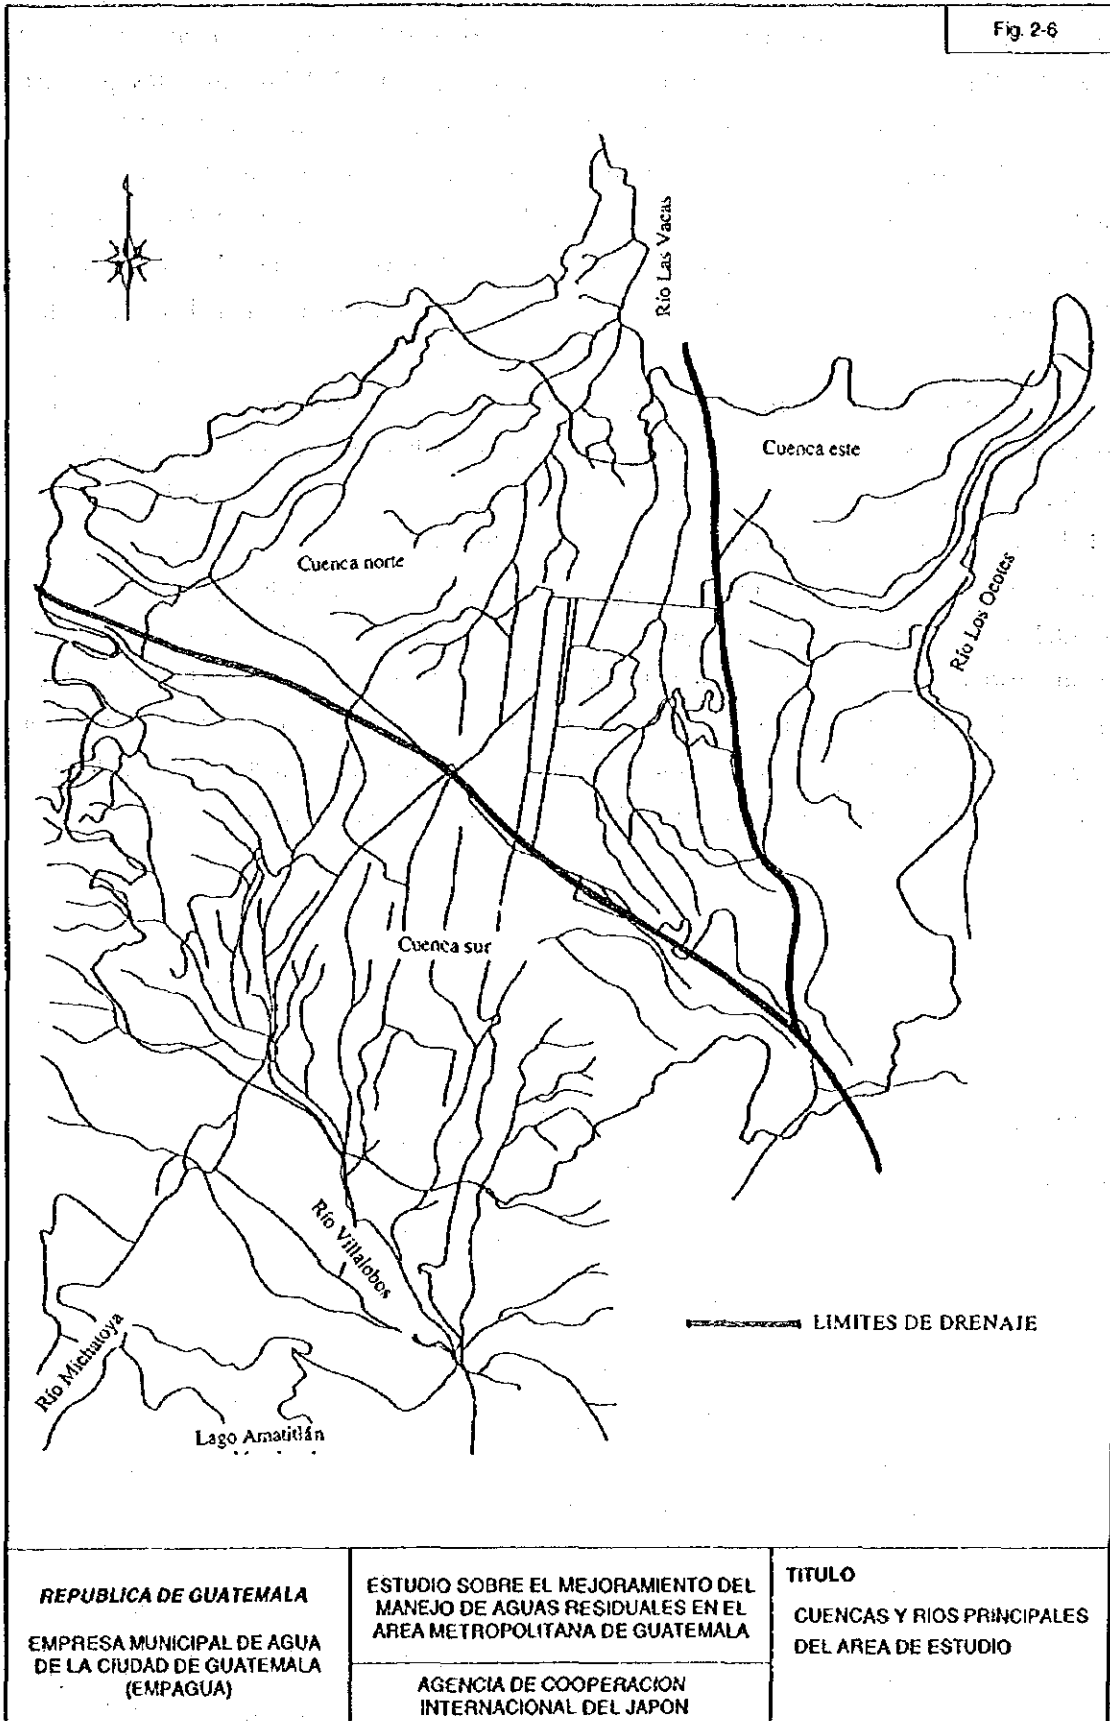 Fig. 2-6
Río Las Vacas
Cuenca este
Cuenca norte
Río Los Ocotes
Cuenca sur
Río Villalobos
LIMITES DE DRENAJE
Río Michatoya
Lago Amatitlán
REPUBLICA DE GUATEMALA
EMPRESA MUNICIPAL DE AGUA
DE LA CIUDAD DE GUATEMALA
(EMPAGUA)
ESTUDIO SOBRE EL MEJORAMIENTO DEL
MANEJO DE AGUAS RESIDUALES EN EL
AREA METROPOLITANA DE GUATEMALA
AGENCIA DE COOPERACION
INTERNACIONAL DEL JAPON
TITULO
CUENCAS Y RIOS PRINCIPALES
DEL AREA DE ESTUDIO